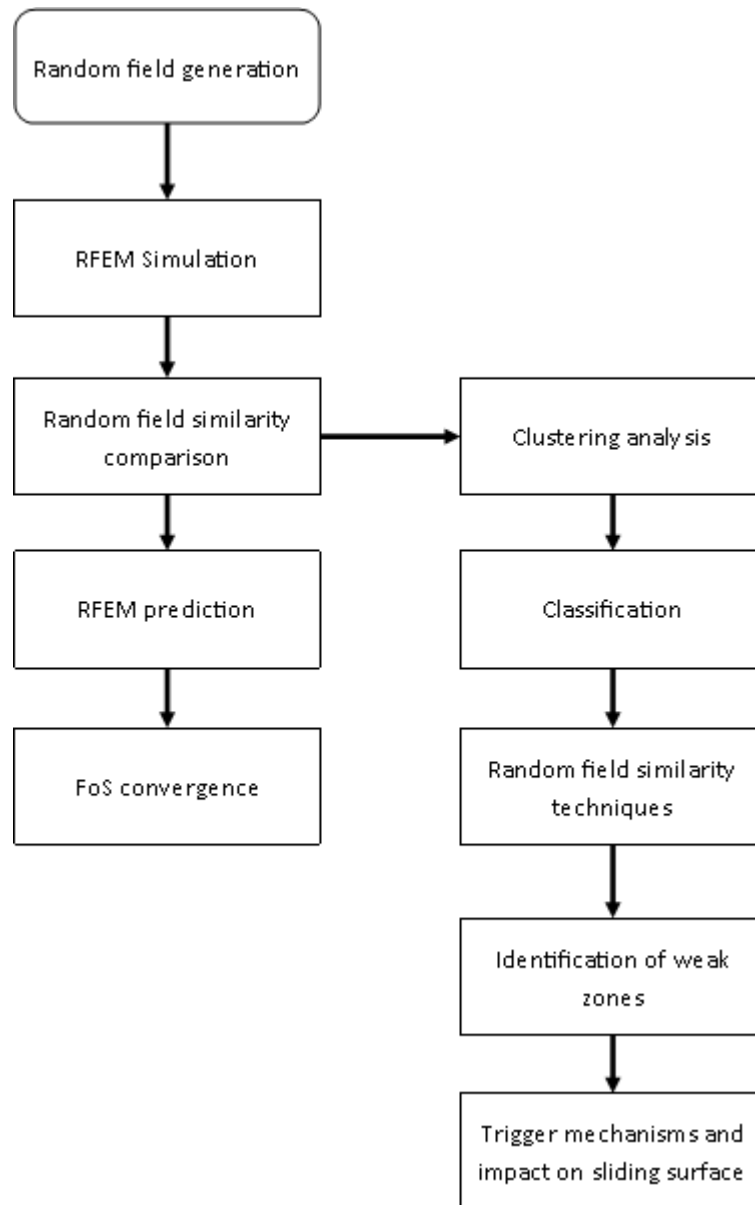 Random field generation
RFEM Simulation
Random field similarity
comparison
RFEM prediction
FoS convergence
Clustering analysis
Classification
Random field similarity
techniques
Identification of weak
zones
Trigger mechanisms and
impact on sliding surface